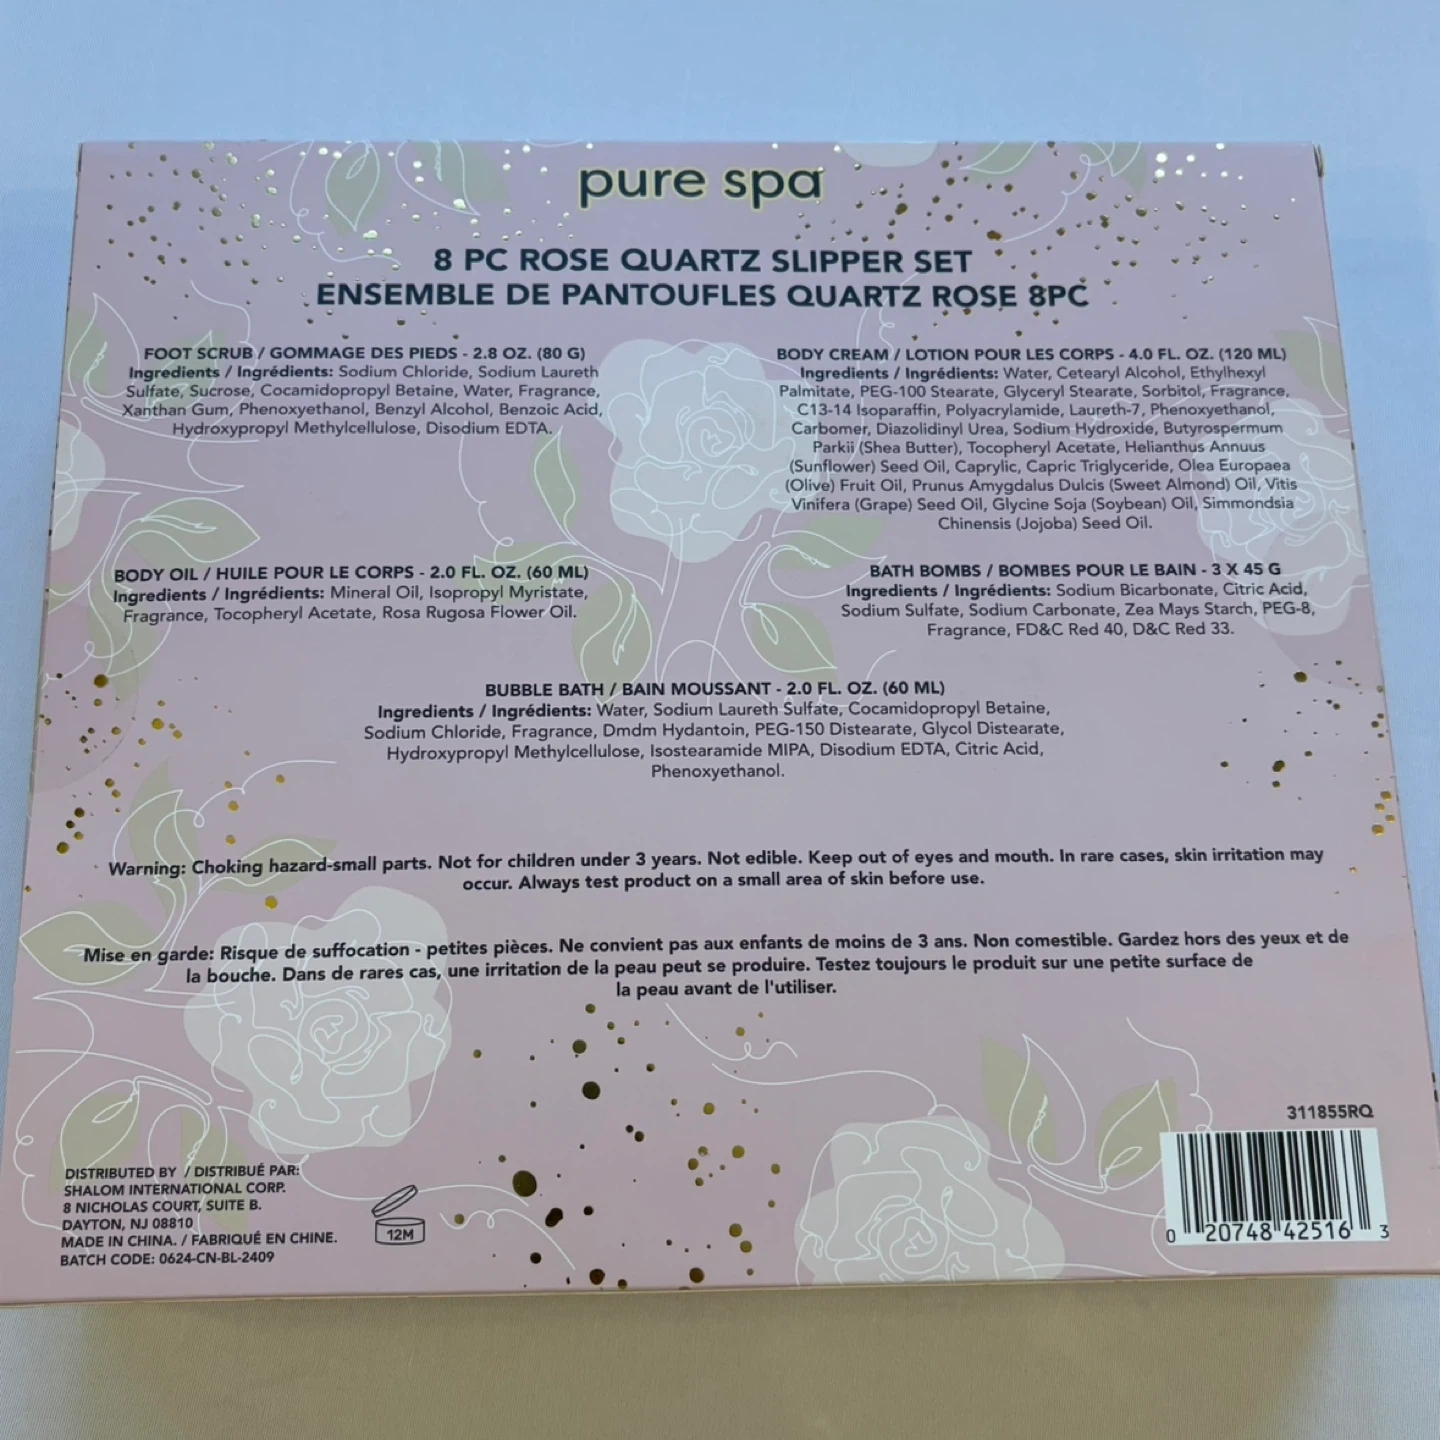 pure spa
8 PC ROSE QUARTZ SLIPPER SET
ENSEMBLE DE PANTOUFLES QUARTZ ROSE 8PC
FOOT SCRUB / GOMMAGE DES PIEDS - 2.8 OZ. (80 G)
Ingredients / Ingrédients: Sodium Chloride, Sodium Laureth
Sulfate, Sucrose, Cocamidopropyl Betaine, Water, Fragrance,
Xanthan Gum, Phenoxyethanol, Benzyl Alcohol, Benzoic Acid,
Hydroxypropyl Methylcellulose, Disodium EDTA.
BODY CREAM / LOTION POUR LES CORPS - 4.0 FL. OZ. (120 ML)
Ingredients / Ingrédients: Water, Cetearyl Alcohol, Ethylhexyl
Palmitate, PEG-100 Stearate, Glyceryl Stearate, Sorbitol, Fragrance,
C13-14 Isoparaffin, Polyacrylamide, Laureth-7, Phenoxyethanol,
Carbomer, Diazolidinyl Urea, Sodium Hydroxide, Butyrospermum
Parkii (Shea Butter), Tocopheryl Acetate, Helianthus Annuus
(Sunflower) Seed Oil, Caprylic, Capric Triglyceride, Olea Europaea
(Olive) Fruit Oil, Prunus Amygdalus Dulcis (Sweet Almond) Oil, Vitis
Vinifera (Grape) Seed Oil, Glycine Soja (Soybean) Oil, Simmondsia
Chinensis (Jojoba) Seed Oil.
BODY OIL / HUILE POUR LE CORPS - 2.0 FL. OZ. (60 ML)
Ingredients / Ingrédients: Mineral Oil, Isopropyl Myristate,
Fragrance, Tocopheryl Acetate, Rosa Rugosa Flower Oil.
BATH BOMBS / BOMBES POUR LE BAIN - 3 X 45 G
Ingredients / Ingrédients: Sodium Bicarbonate, Citric Acid,
Sodium Sulfate, Sodium Carbonate, Zea Mays Starch, PEG-8,
Fragrance, FD&C Red 40, D&C Red 33.
BUBBLE BATH / BAIN MOUSSANT - 2.0 FL. OZ. (60 ML)
Ingredients / Ingrédients: Water, Sodium Laureth Sulfate, Cocamidopropyl Betaine,
Sodium Chloride, Fragrance, Dmdm Hydantoin, PEG-150 Distearate, Glycol Distearate,
Hydroxypropyl Methylcellulose, Isostearamide MIPA, Disodium EDTA, Citric Acid,
Phenoxyethanol.
Warning: Choking hazard-small parts. Not for children under 3 years. Not edible. Keep out of eyes and mouth. In rare cases, skin irritation may
occur. Always test product on a small area of skin before use.
Mise en garde: Risque de suffocation - petites pièces. Ne convient pas aux enfants de moins de 3 ans. Non comestible. Gardez hors des yeux et de
la bouche. Dans de rares cas, une irritation de la peau peut se produire. Testez toujours le produit sur une petite surface de
la peau avant de l'utiliser.
DISTRIBUTED BY / DISTRIBUÉ PAR:
SHALOM INTERNATIONAL CORP.
8 NICHOLAS COURT, SUITE B.
DAYTON, NJ 08810
MADE IN CHINA. / FABRIQUÉ EN CHINE.
BATCH CODE: 0624-CN-BL-2409
12M
311855RQ
0 20748 42516 3